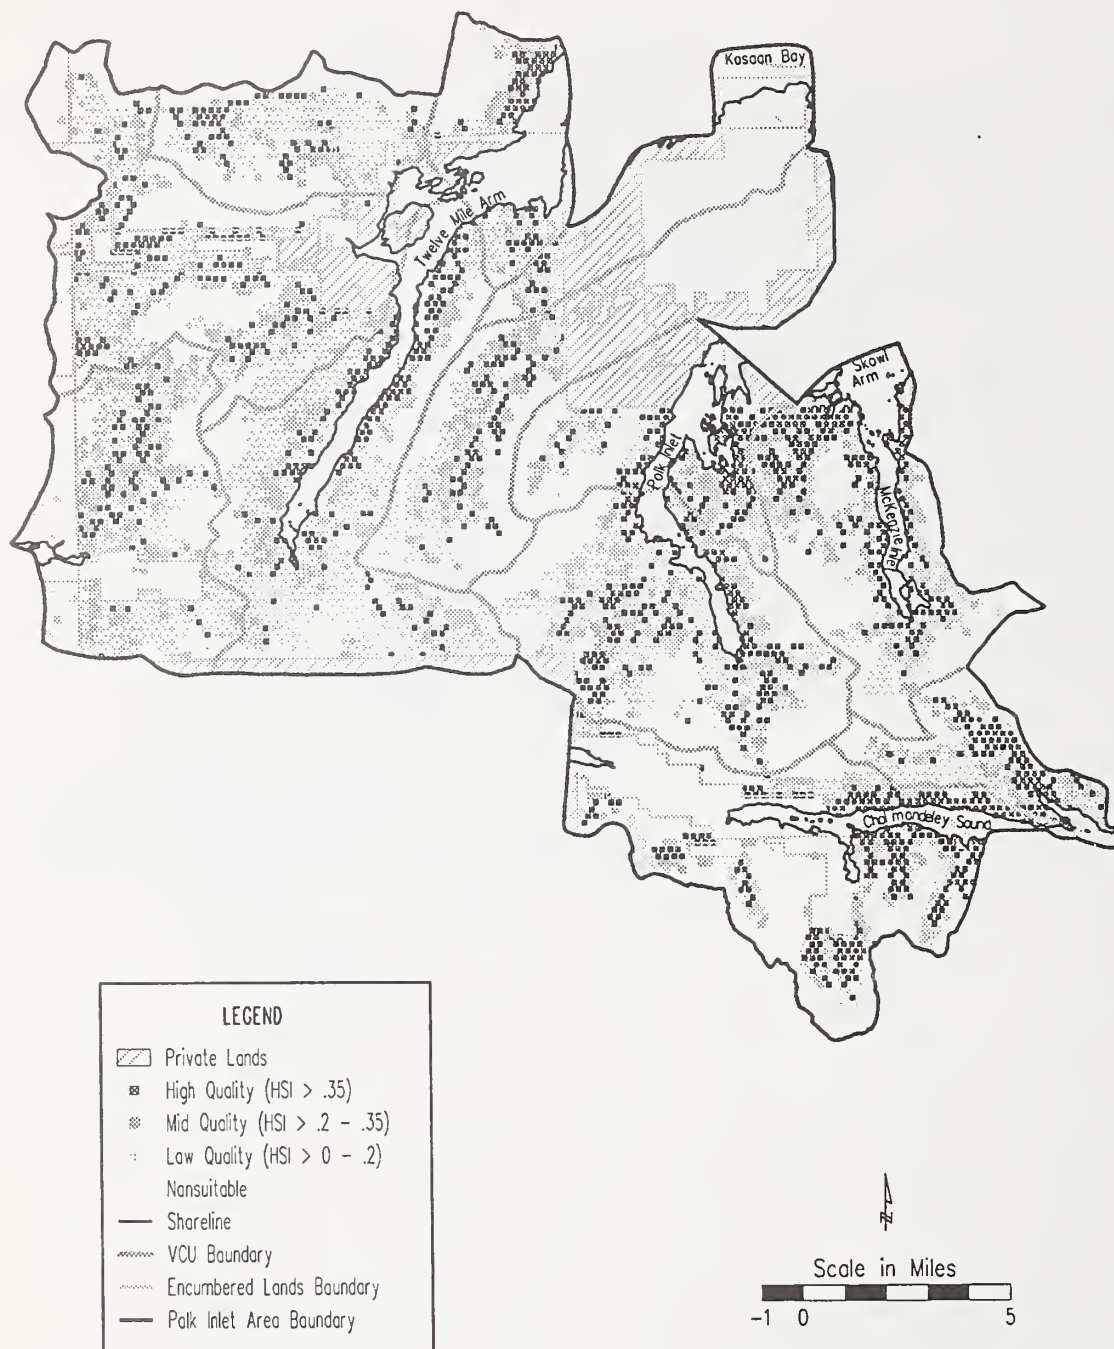 Kasaan Bay
Twelve Mile Arm
Skowl
Arm
Polk Inlet
McKenzie Inlet
Cholmondeley Sound
LEGEND
Private Lands
High Quality (HSI > .35)
Mid Quality (HSI > .2 - .35)
Low Quality (HSI > 0 - .2)
Nonsuitable
Shoreline
VCU Boundary
Encumbered Lands Boundary
Polk Inlet Area Boundary
N
Scale in Miles
-1 0 5